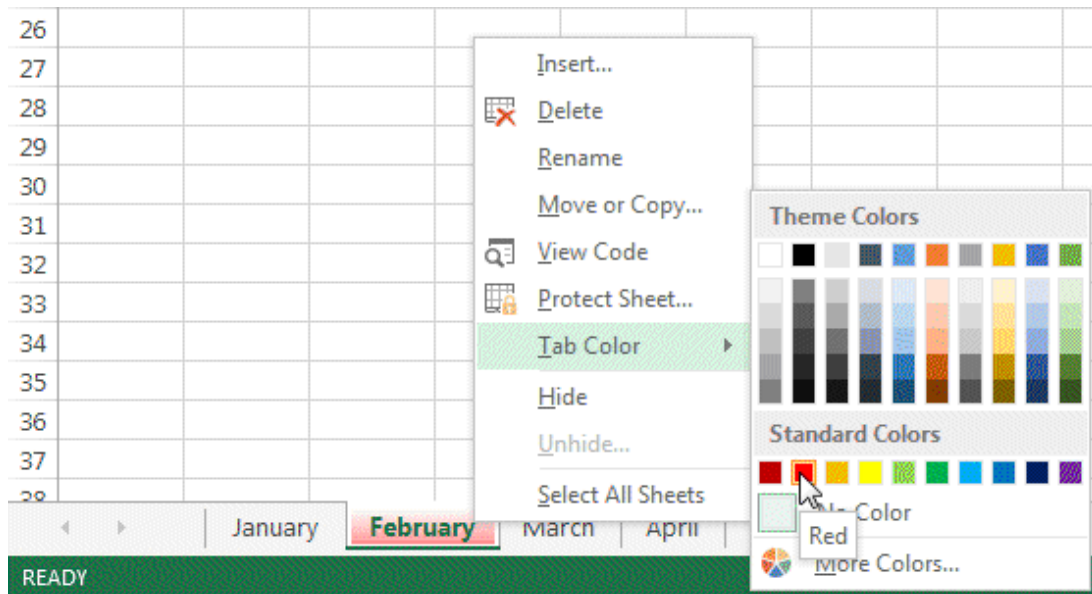 26
27
28
29
30
31
32
33
34
35
36
37
38
Insert...
Delete
Rename
Move or Copy...
View Code
Protect Sheet...
Tab Color
Hide
Unhide...
Select All Sheets
Theme Colors
Standard Colors
No Color
Red
More Colors...
January February March April
READY